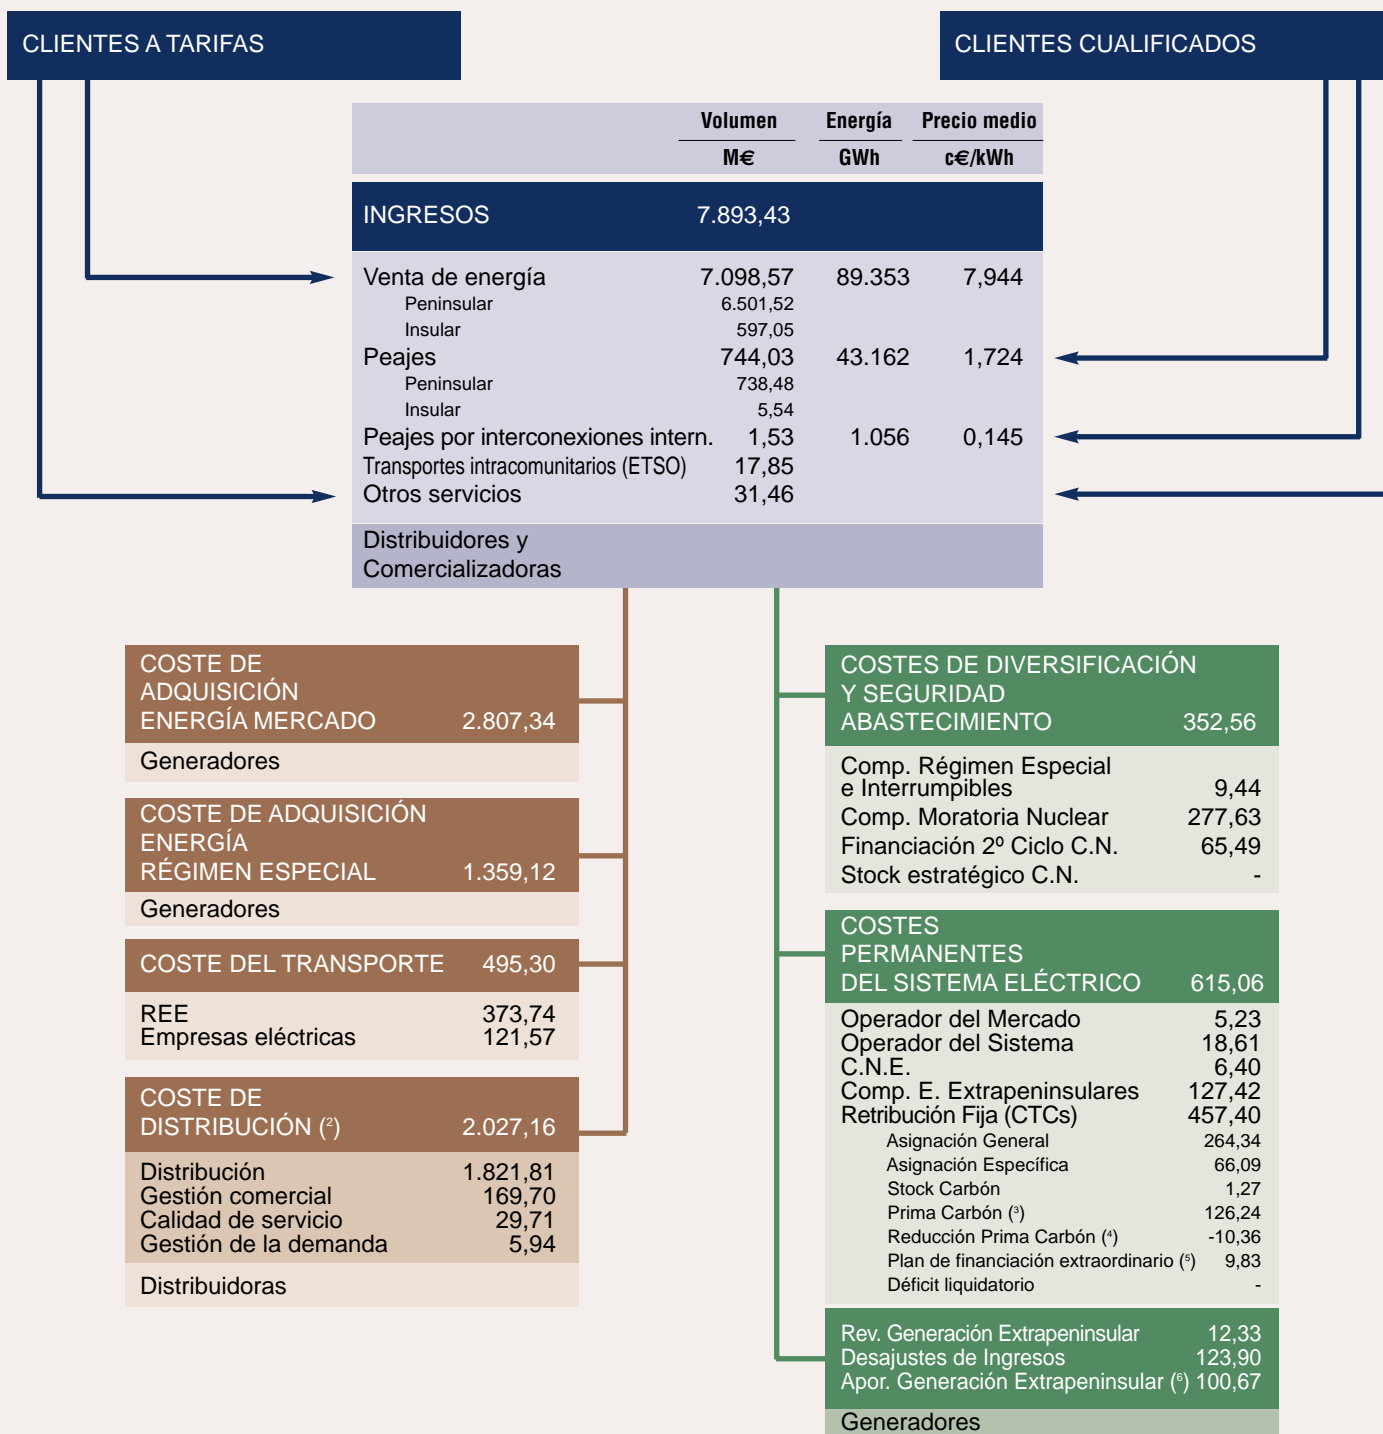 CLIENTES A TARIFAS
CLIENTES CUALIFICADOS
Volumen Energía Precio medio
M€ GWh c€/kWh
INGRESOS 7.893,43
Venta de energía 7.098,57 89.353 7,944
Peninsular 6.501,52
Insular 597,05
Peajes 744,03 43.162 1,724
Peninsular 738,48
Insular 5,54
Peajes por interconexiones intern. 1,53 1.056 0,145
Transportes intracomunitarios (ETSO) 17,85
Otros servicios 31,46
Distribuidores y
Comercializadoras
COSTE DE
ADQUISICIÓN
ENERGÍA MERCADO 2.807,34
Generadores
COSTE DE ADQUISICIÓN
ENERGÍA
RÉGIMEN ESPECIAL 1.359,12
Generadores
COSTE DEL TRANSPORTE 495,30
REE 373,74
Empresas eléctricas 121,57
COSTE DE
DISTRIBUCIÓN (²) 2.027,16
Distribución 1.821,81
Gestión comercial 169,70
Calidad de servicio 29,71
Gestión de la demanda 5,94
Distribuidoras
COSTES DE DIVERSIFICACIÓN
Y SEGURIDAD
ABASTECIMIENTO 352,56
Comp. Régimen Especial
e Interrumpibles 9,44
Comp. Moratoria Nuclear 277,63
Financiación 2º Ciclo C.N. 65,49
Stock estratégico C.N. -
COSTES
PERMANENTES
DEL SISTEMA ELÉCTRICO 615,06
Operador del Mercado 5,23
Operador del Sistema 18,61
C.N.E. 6,40
Comp. E. Extrapeninsulares 127,42
Retribución Fija (CTCs) 457,40
Asignación General 264,34
Asignación Específica 66,09
Stock Carbón 1,27
Prima Carbón (³) 126,24
Reducción Prima Carbón (⁴) -10,36
Plan de financiación extraordinario (⁵) 9,83
Déficit liquidatorio -
Rev. Generación Extrapeninsular 12,33
Desajustes de Ingresos 123,90
Apor. Generación Extrapeninsular (⁶) 100,67
Generadores